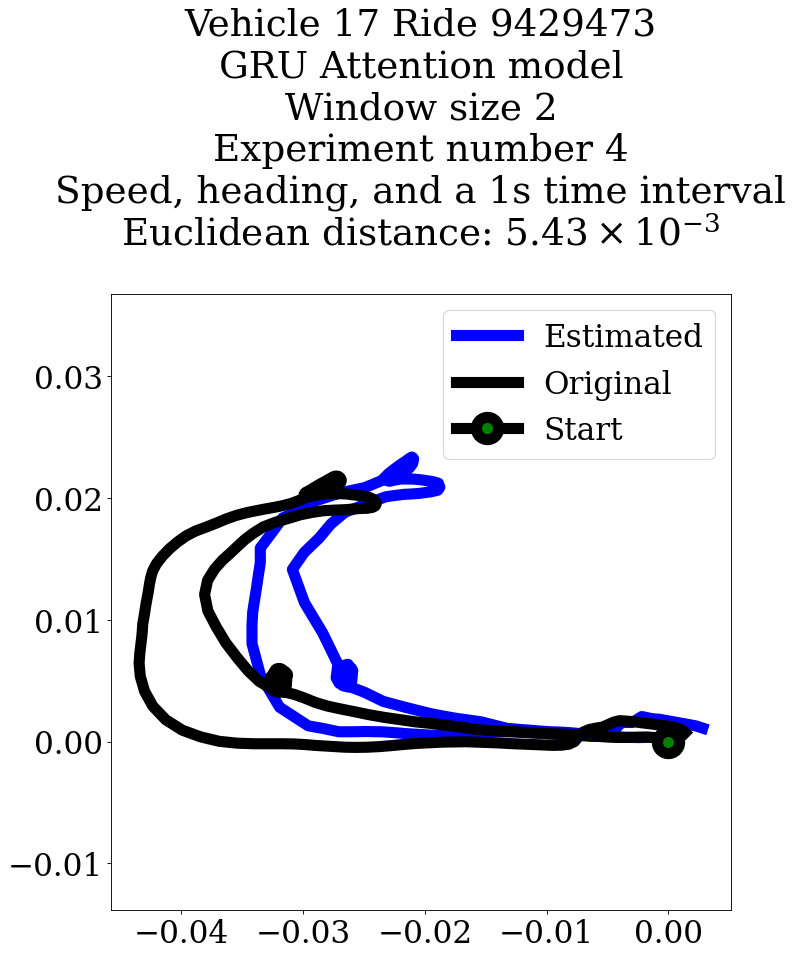 Vehicle 17 Ride 9429473
GRU Attention model
Window size 2
Experiment number 4
Speed, heading, and a 1s time interval
Euclidean distance: 5.43 × 10⁻³
Estimated
Original
Start
0.03
0.02
0.01
0.00
−0.01
−0.04 −0.03 −0.02 −0.01 0.00